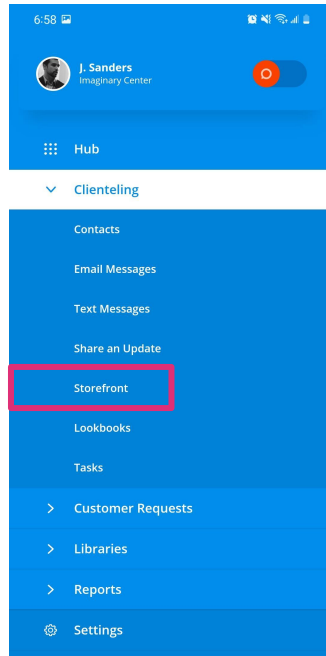 6:58
J. Sanders
Imaginary Center
Hub
Clienteling
Contacts
Email Messages
Text Messages
Share an Update
Storefront
Lookbooks
Tasks
Customer Requests
Libraries
Reports
Settings